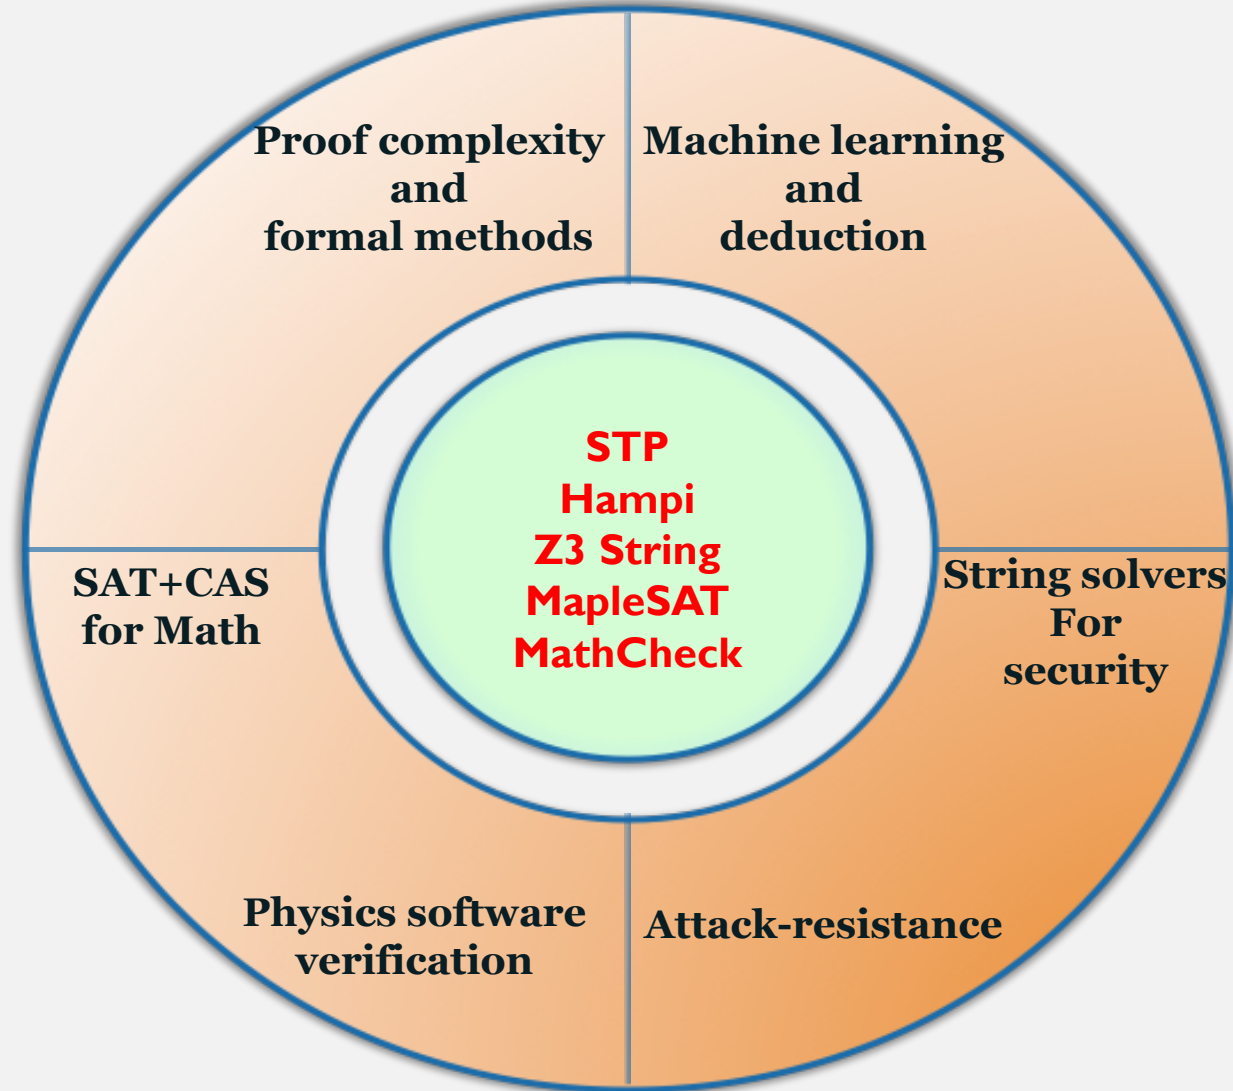 Proof complexity
and
formal methods
Machine learning
and
deduction
STP
Hampi
Z3 String
MapleSAT
MathCheck
SAT+CAS
for Math
String solvers
For
security
Physics software
verification
Attack-resistance